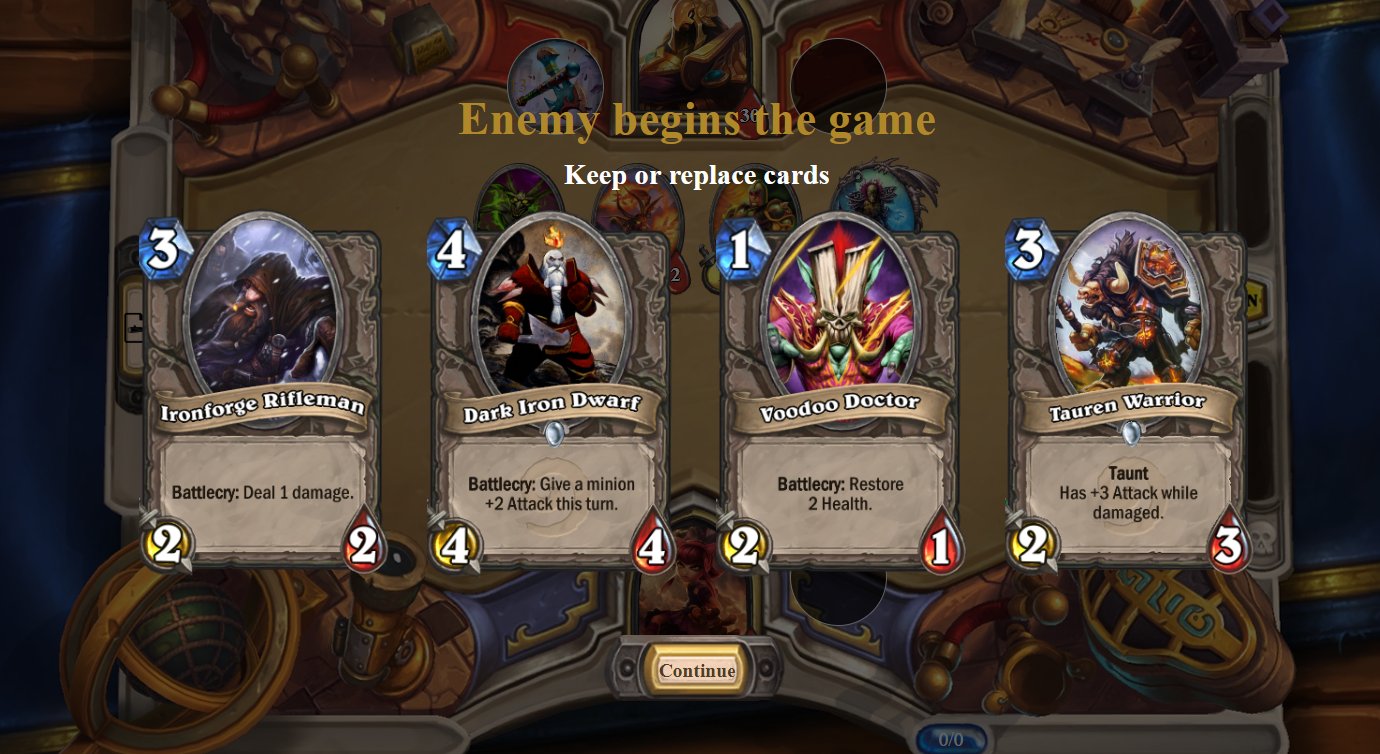 36
Enemy begins the game
Keep or replace cards
2
3
4
1
3
Ironforge Rifleman
Dark Iron Dwarf
Voodoo Doctor
Tauren Warrior
Battlecry: Deal 1 damage.
Battlecry: Give a minion
+2 Attack this turn.
Battlecry: Restore
2 Health.
Taunt
Has +3 Attack while
damaged.
2
2
4
4
2
1
2
3
Continue
0/0